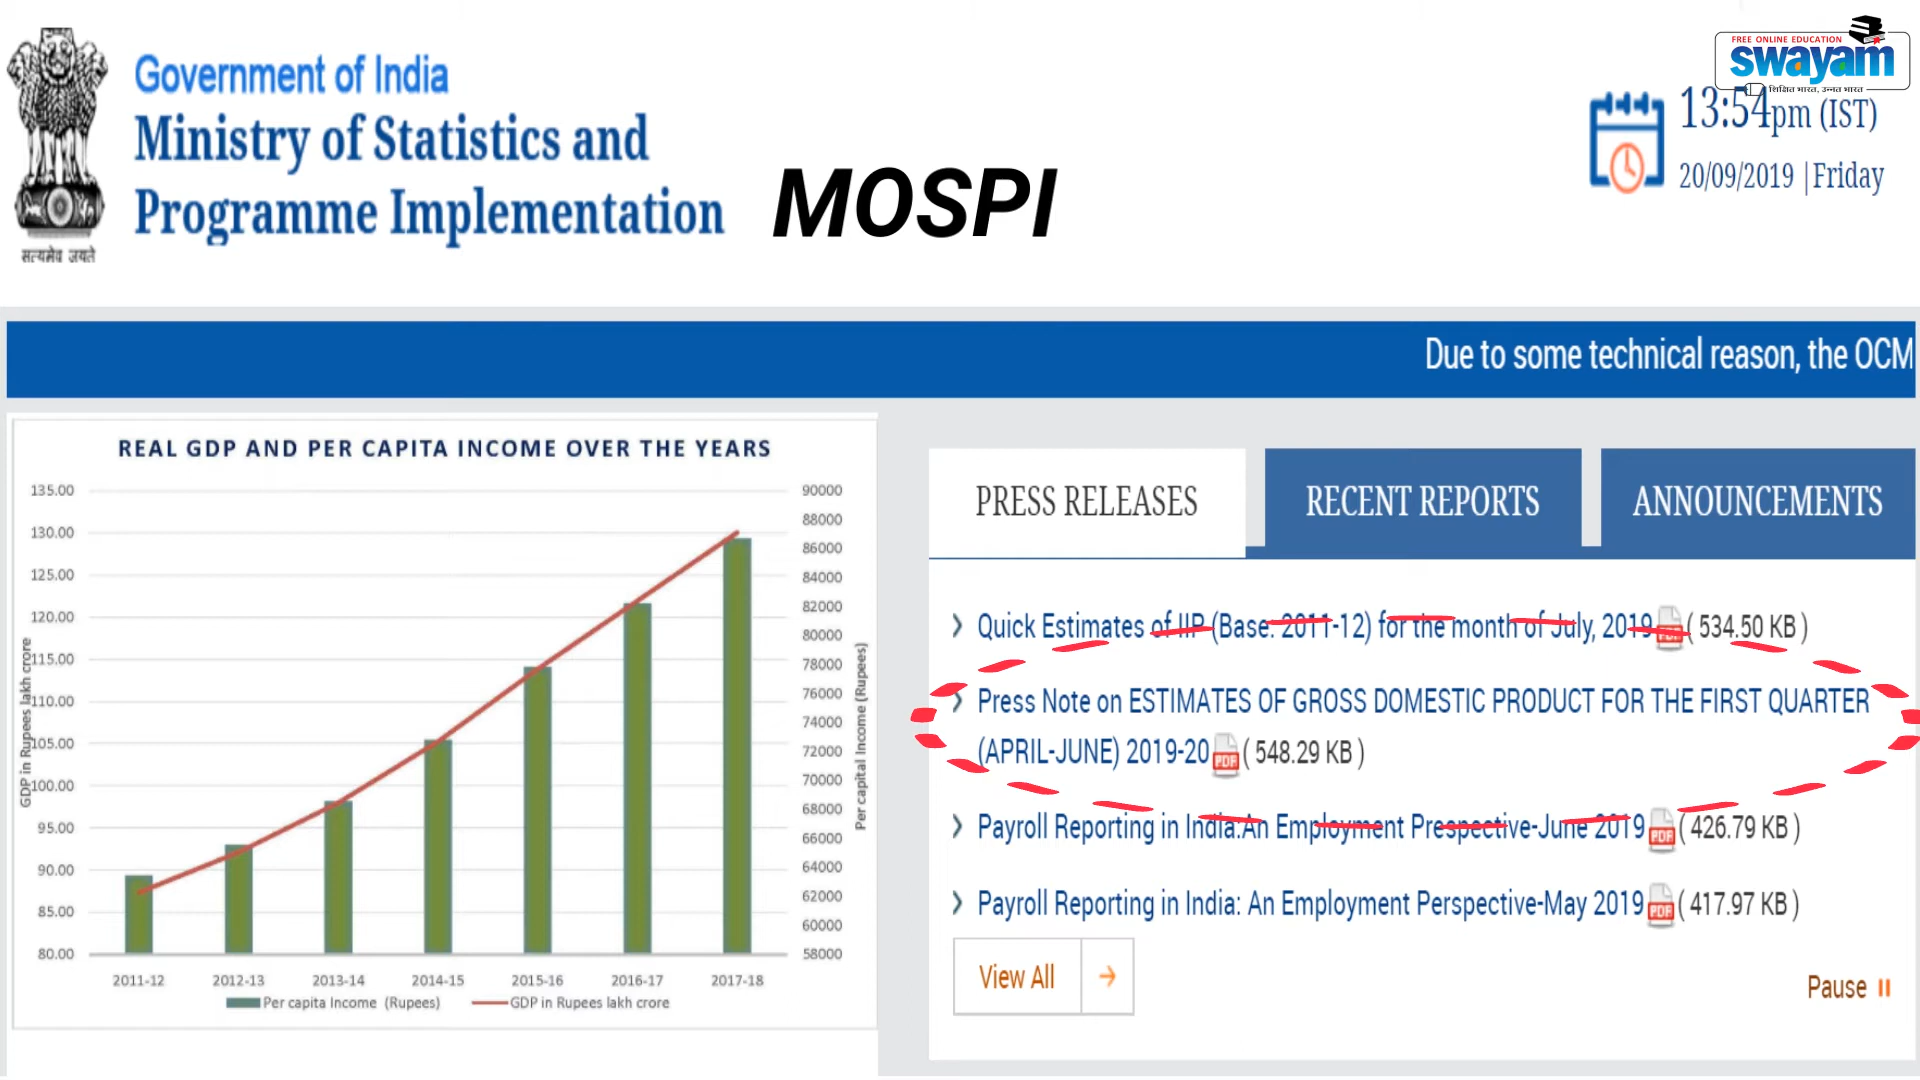 FREE ONLINE EDUCATION
swayam
शिक्षित भारत, उन्नत भारत
Government of India
Ministry of Statistics and
Programme Implementation
MOSPI
सत्यमेव जयते
13:54pm (IST)
20/09/2019 |Friday
Due to some technical reason, the OCM
REAL GDP AND PER CAPITA INCOME OVER THE YEARS
135.00
130.00
125.00
120.00
115.00
110.00
105.00
100.00
95.00
90.00
85.00
80.00
GDP in Rupees lakh crore
90000
88000
86000
84000
82000
80000
78000
76000
74000
72000
70000
68000
66000
64000
62000
60000
58000
Per capital Income (Rupees)
2011-12 2012-13 2013-14 2014-15 2015-16 2016-17 2017-18
Per capita Income (Rupees) GDP in Rupees lakh crore
PRESS RELEASES RECENT REPORTS ANNOUNCEMENTS
Quick Estimates of IIP (Base: 2011-12) for the month of July, 2019 PDF ( 534.50 KB )
Press Note on ESTIMATES OF GROSS DOMESTIC PRODUCT FOR THE FIRST QUARTER
(APRIL-JUNE) 2019-20 PDF ( 548.29 KB )
Payroll Reporting in India:An Employment Prespective-June 2019 PDF ( 426.79 KB )
Payroll Reporting in India: An Employment Perspective-May 2019 PDF ( 417.97 KB )
View All
Pause